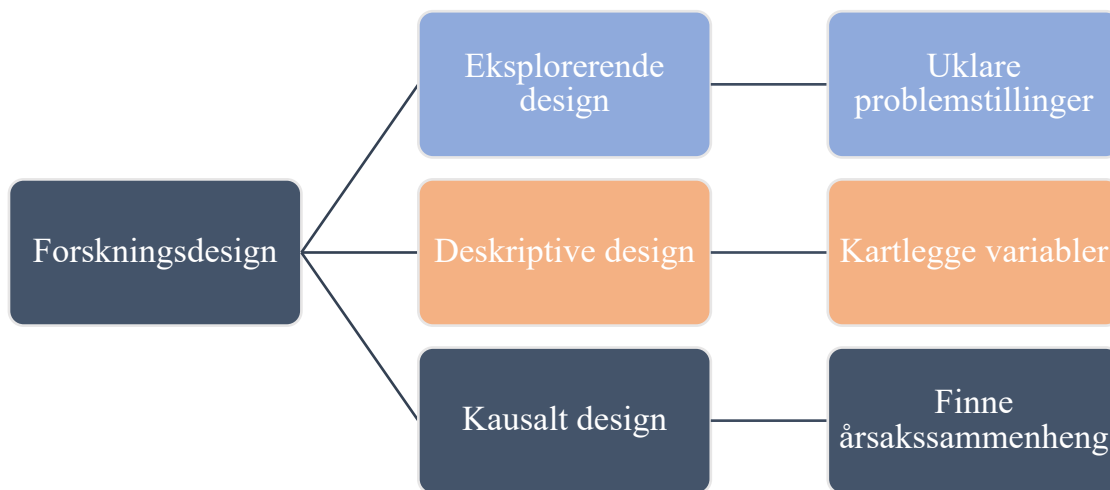 Forskningsdesign
Eksplorerende
design
Uklare
problemstillinger
Deskriptive design
Kartlegge variabler
Kausalt design
Finne
årsakssammenheng